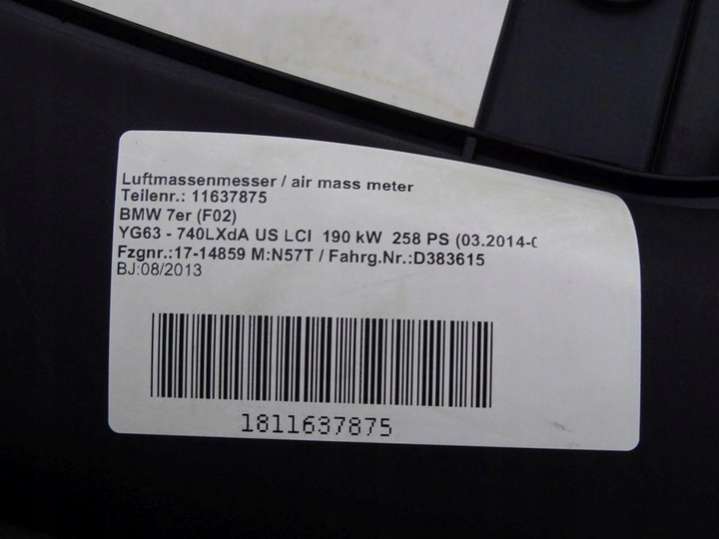 Luftmassenmesser / air mass meter
Teilenr.: 11637875
BMW 7er (F02)
YG63 - 740LXdA US LCI 190 kW 258 PS (03.2014-0
Fzgnr.:17-14859 M:N57T / Fahrg.Nr.:D383615
BJ:08/2013
1811637875